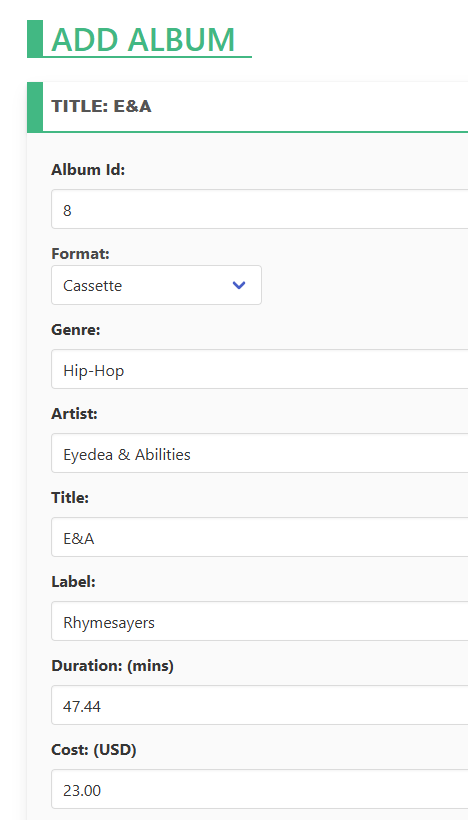 ADD ALBUM
TITLE: E&A
Album Id:
8
Format:
Cassette
Genre:
Hip-Hop
Artist:
Eyedea & Abilities
Title:
E&A
Label:
Rhymesayers
Duration: (mins)
47.44
Cost: (USD)
23.00